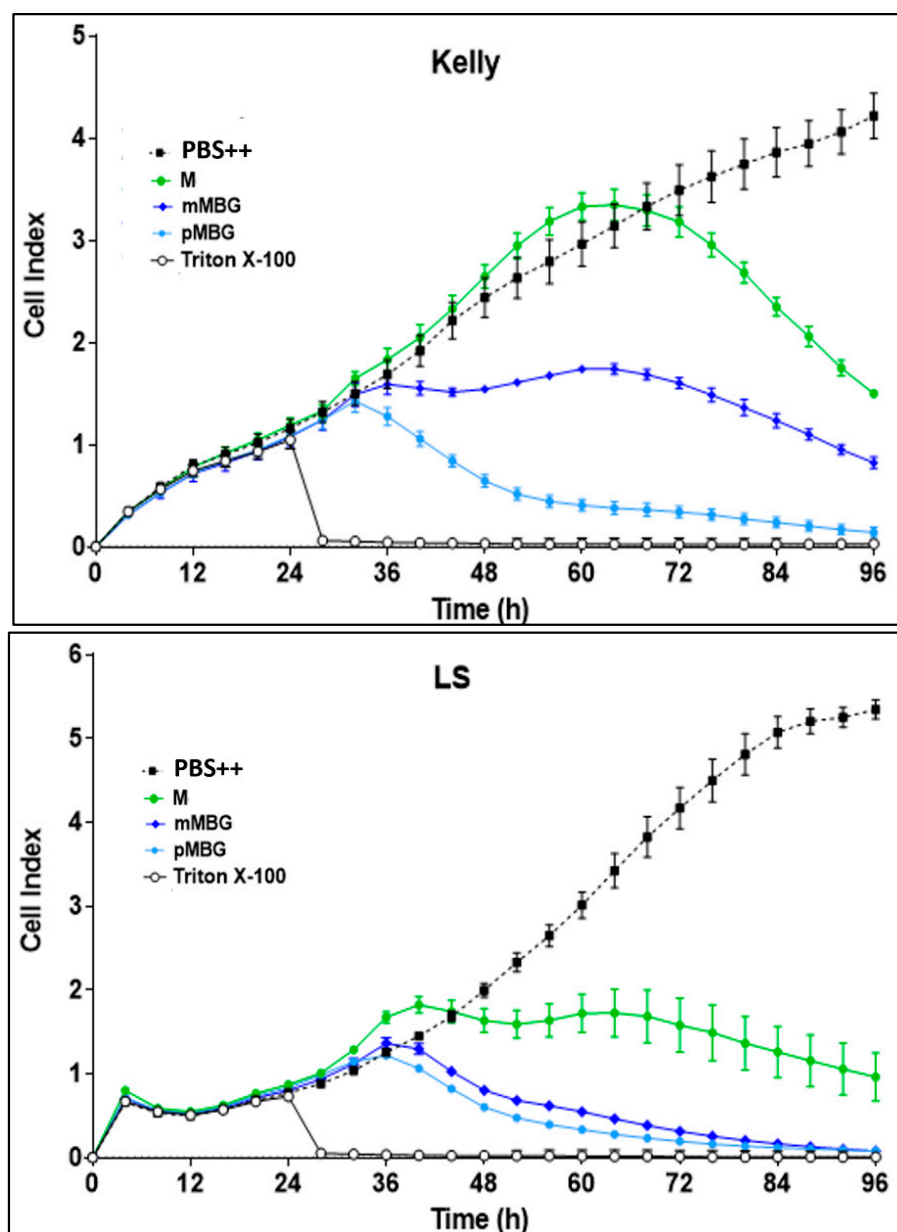 Kelly
5
4
3
2
1
0
Cell Index
PBS++
M
mMBG
pMBG
Triton X-100
0 12 24 36 48 60 72 84 96
Time (h)
LS
6
5
4
3
2
1
0
Cell Index
PBS++
M
mMBG
pMBG
Triton X-100
0 12 24 36 48 60 72 84 96
Time (h)